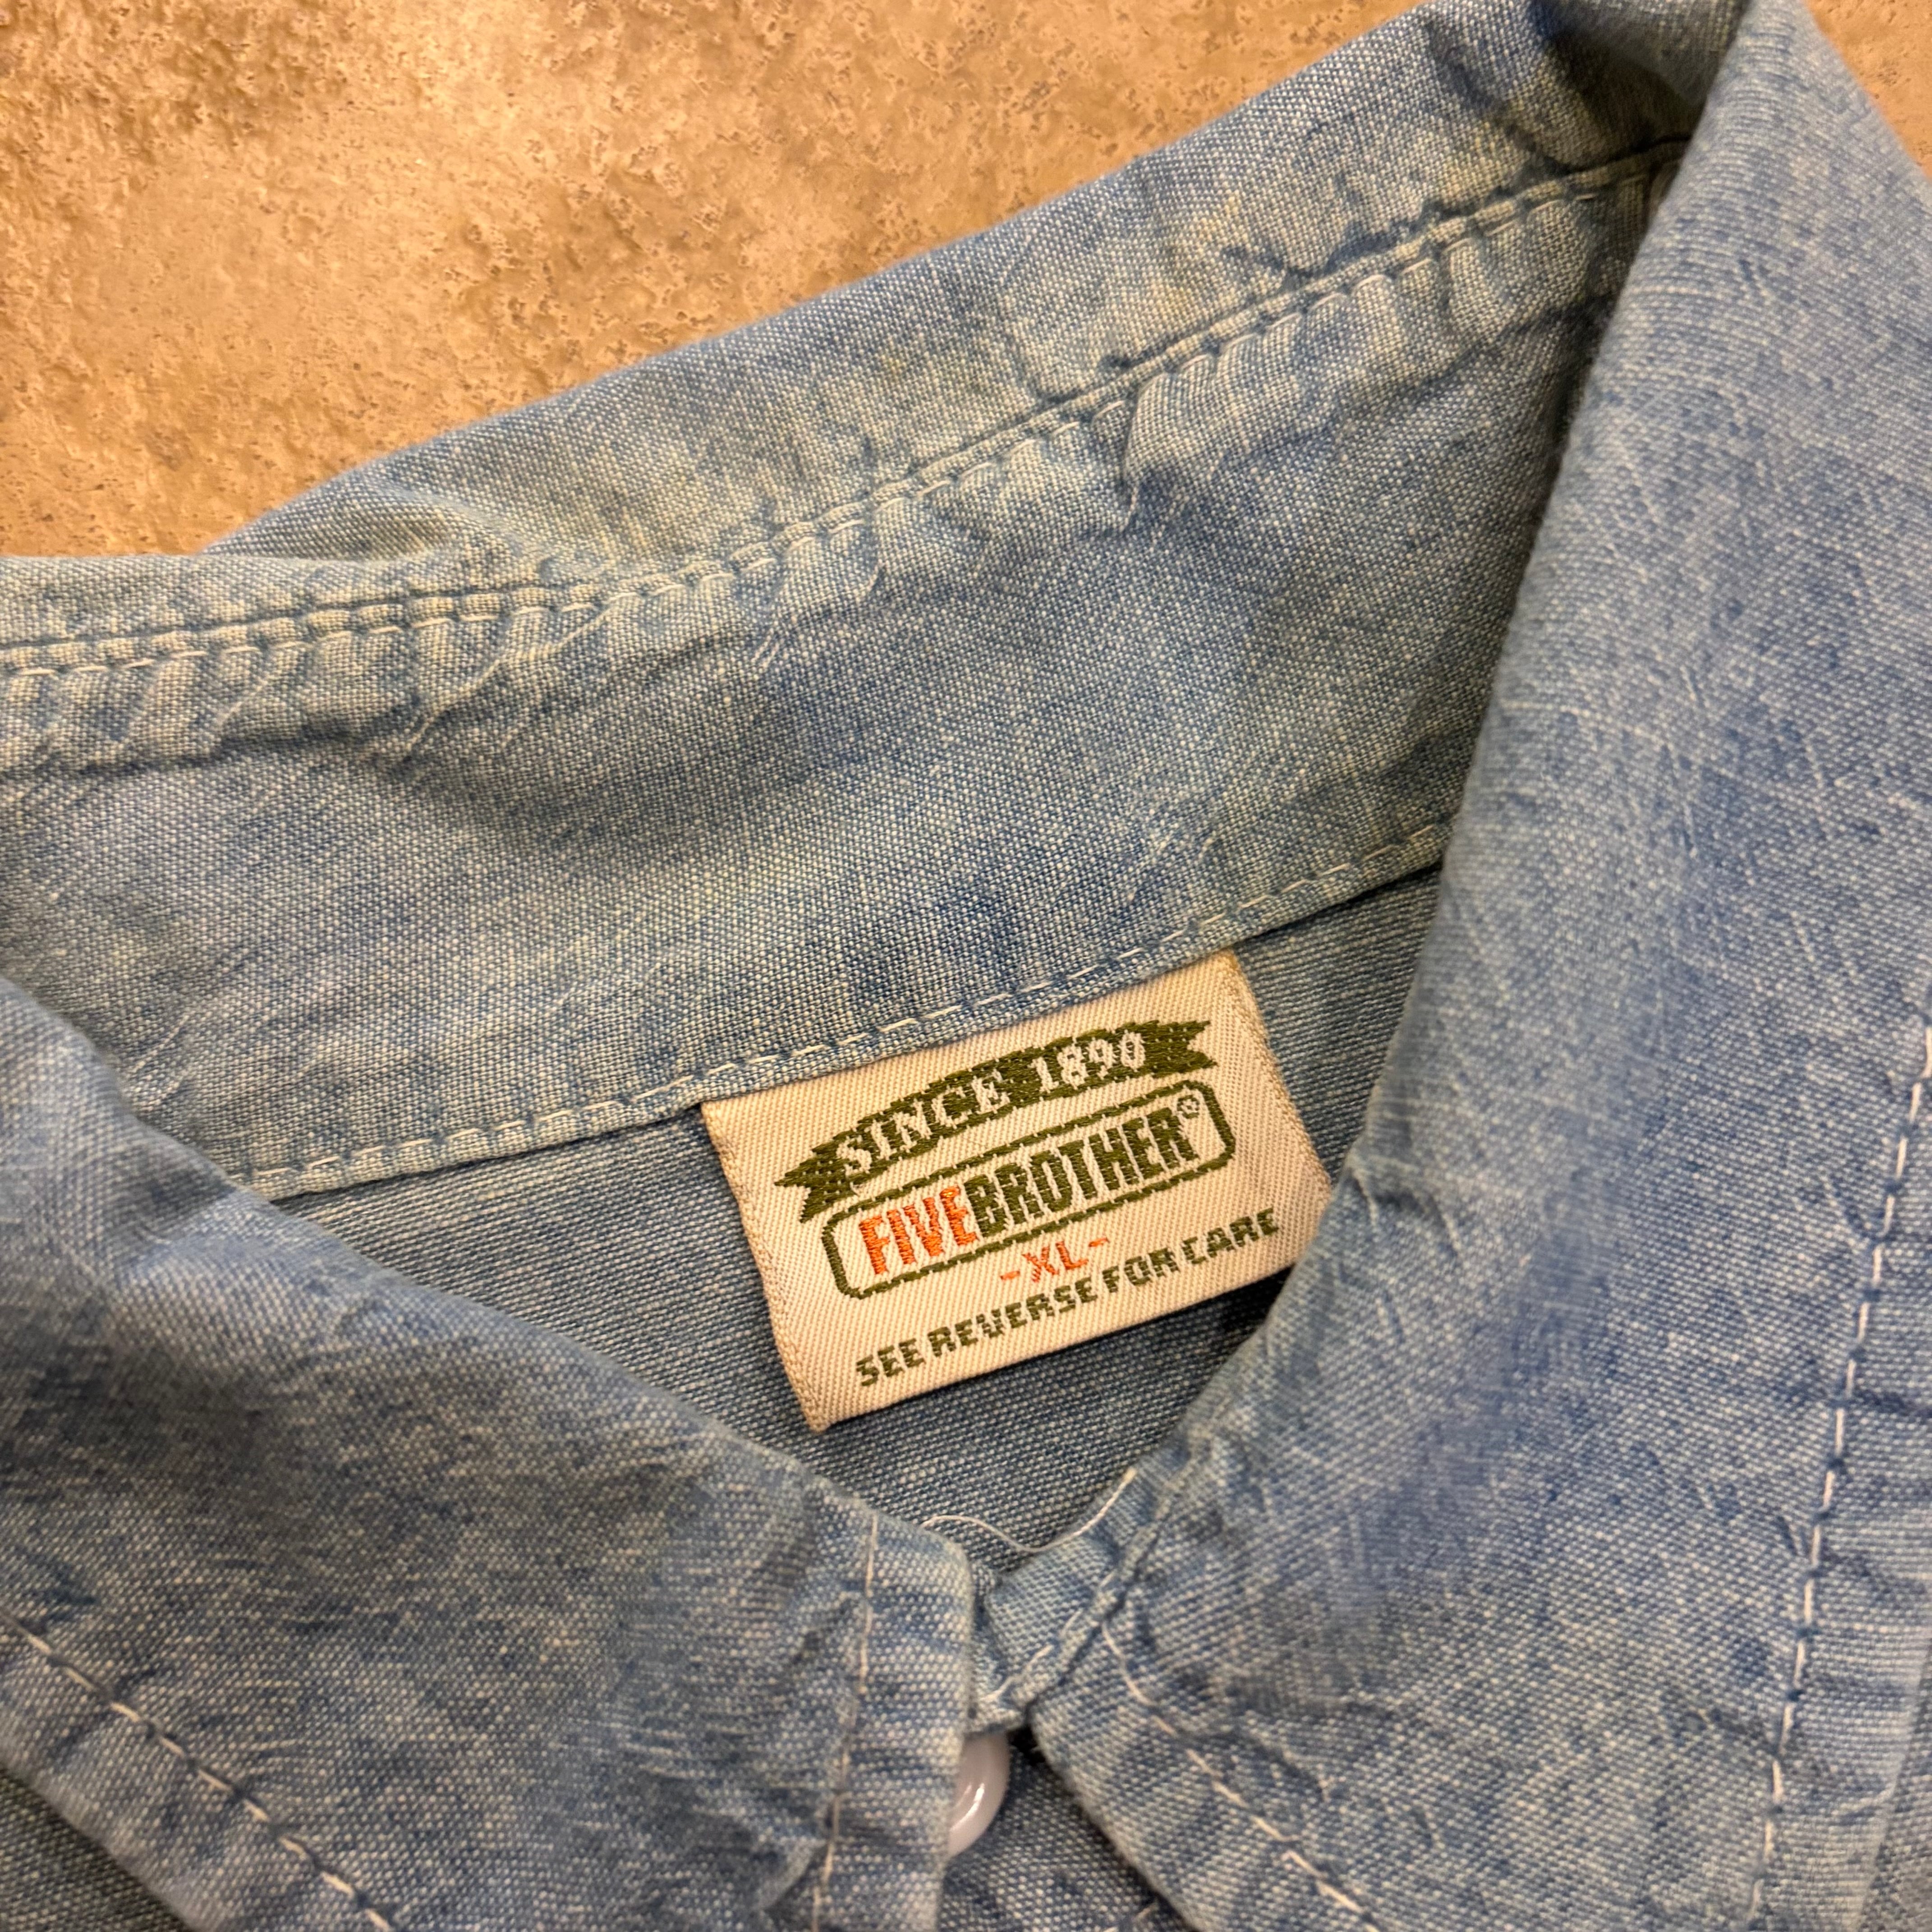 SINCE 1890
FIVEBROTHER®
-XL-
SEE REVERSE FOR CARE